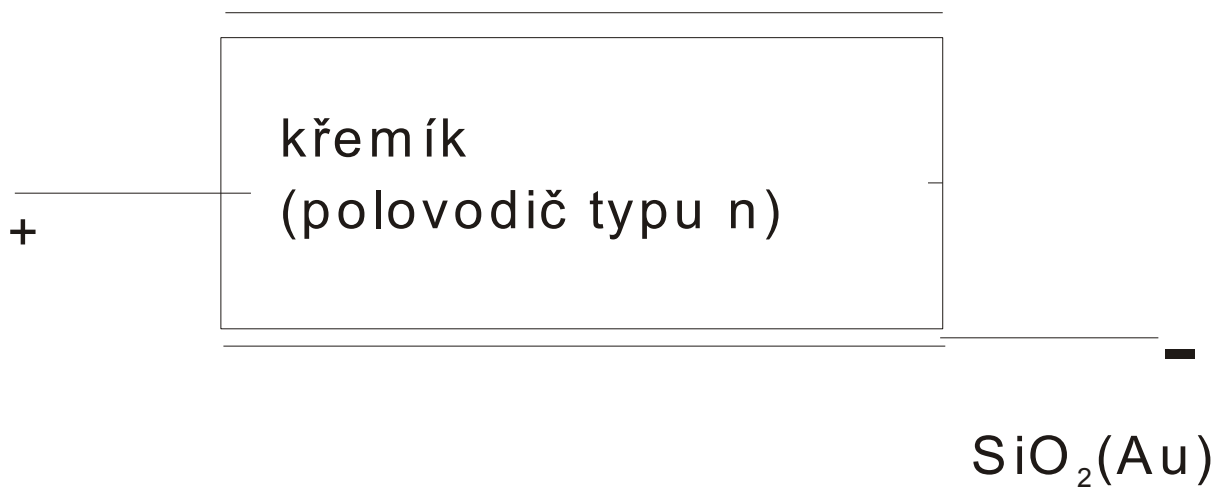 křemík
(polovodič typu n)
+
-
SiO₂(Au)